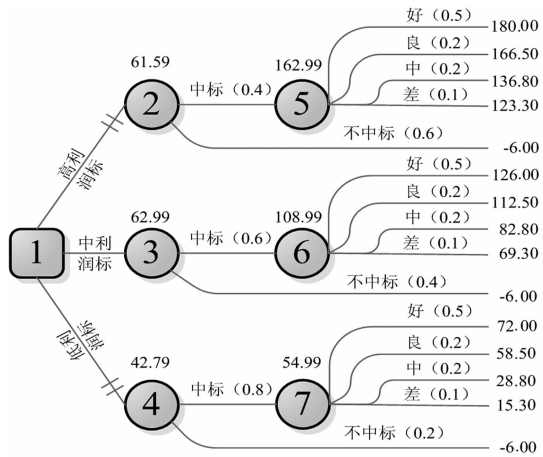 好（0.5）
180.00
61.59
162.99
良（0.2）
166.50
中（0.2）
136.80
中标（0.4）
差（0.1）
123.30
2
5
不中标（0.6）
-6.00
高利
润标
好（0.5）
126.00
62.99
108.99
良（0.2）
112.50
中（0.2）
82.80
中标（0.6）
差（0.1）
69.30
1
中利
润标
3
6
不中标（0.4）
-6.00
低利
润标
好（0.5）
72.00
42.79
54.99
良（0.2）
58.50
中（0.2）
28.80
中标（0.8）
差（0.1）
15.30
4
7
不中标（0.2）
-6.00